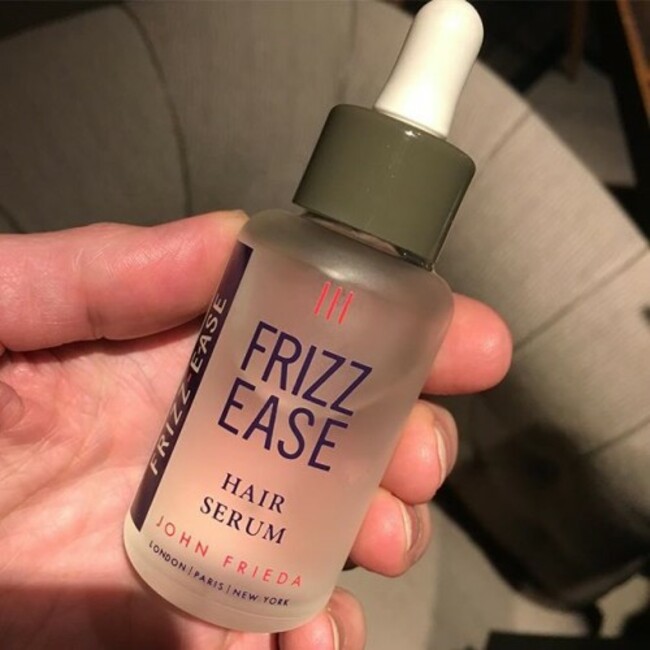 FRIZZ
EASE
HAIR
SERUM
JOHN FRIEDA
LONDON | PARIS | NEW YORK
FRIZZ-EASE